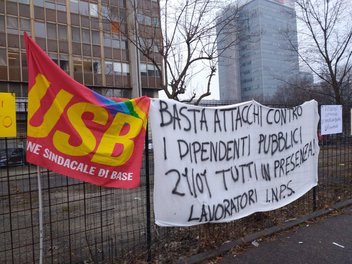 USB
NE SINDACALE DI BASE
BASTA ATTACCHI CONTRO
I DIPENDENTI PUBBLICI
21/01 TUTTI IN PRESENZA!
LAVORATORI I.N.P.S.